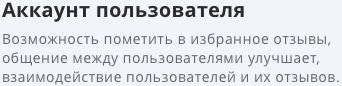 Аккаунт пользователя
Возможность пометить в избранное отзывы,
общение между пользователями улучшает,
взаимодействие пользователей и их отзывов.